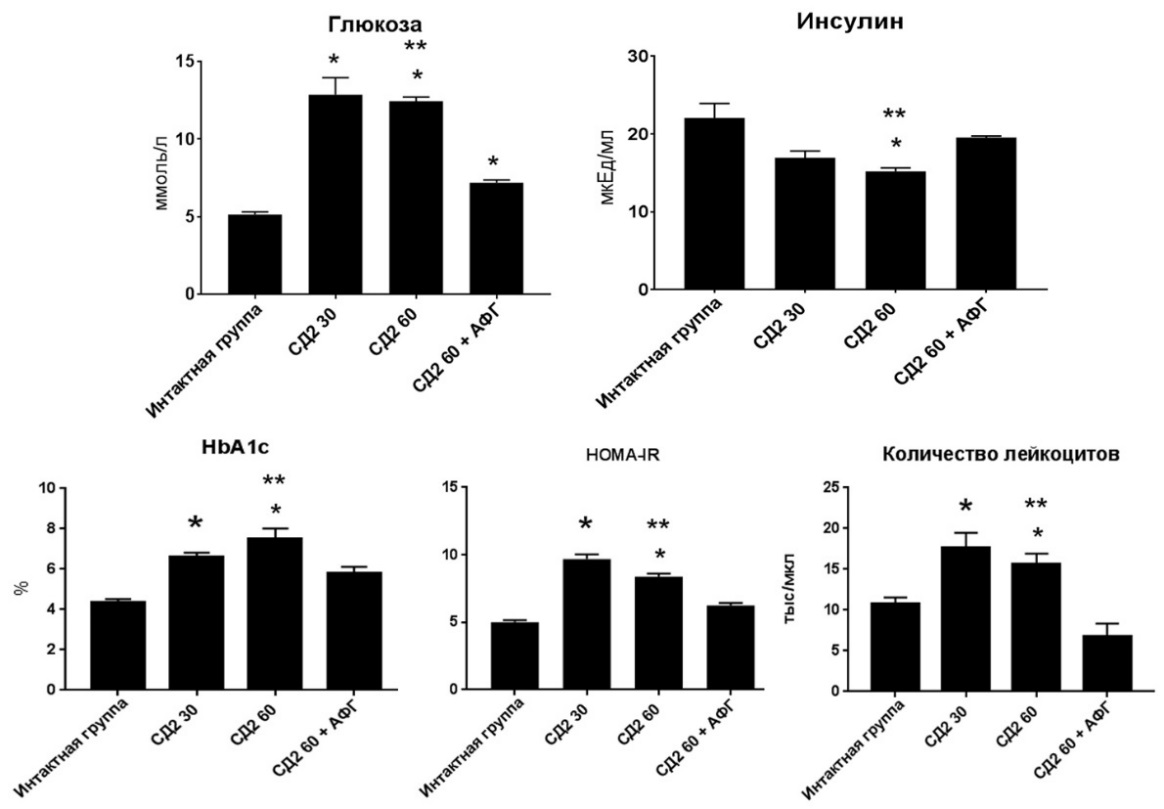 Глюкоза
ммоль/л
15
10
5
0
*
**
*
*
Интактная группа
СД2 30
СД2 60
СД2 60 + АФГ
Инсулин
мкЕд/мл
30
20
10
0
**
*
Интактная группа
СД2 30
СД2 60
СД2 60 + АФГ
HbA1c
%
10
8
6
4
2
0
*
**
*
Интактная группа
СД2 30
СД2 60
СД2 60 + АФГ
HOMA-IR
15
10
5
0
*
**
*
Интактная группа
СД2 30
СД2 60
СД2 60 + АФГ
Количество лейкоцитов
тыс/мкл
25
20
15
10
5
0
*
**
*
Интактная группа
СД2 30
СД2 60
СД2 60 + АФГ